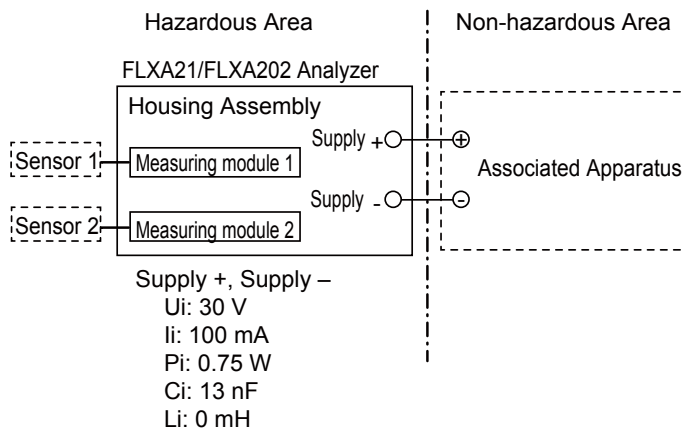 Hazardous Area
Non-hazardous Area
FLXA21/FLXA202 Analyzer
Housing Assembly
Supply +
+
Sensor 1
Measuring module 1
Associated Apparatus
Supply -
-
Sensor 2
Measuring module 2
Supply +, Supply –
Ui: 30 V
Ii: 100 mA
Pi: 0.75 W
Ci: 13 nF
Li: 0 mH